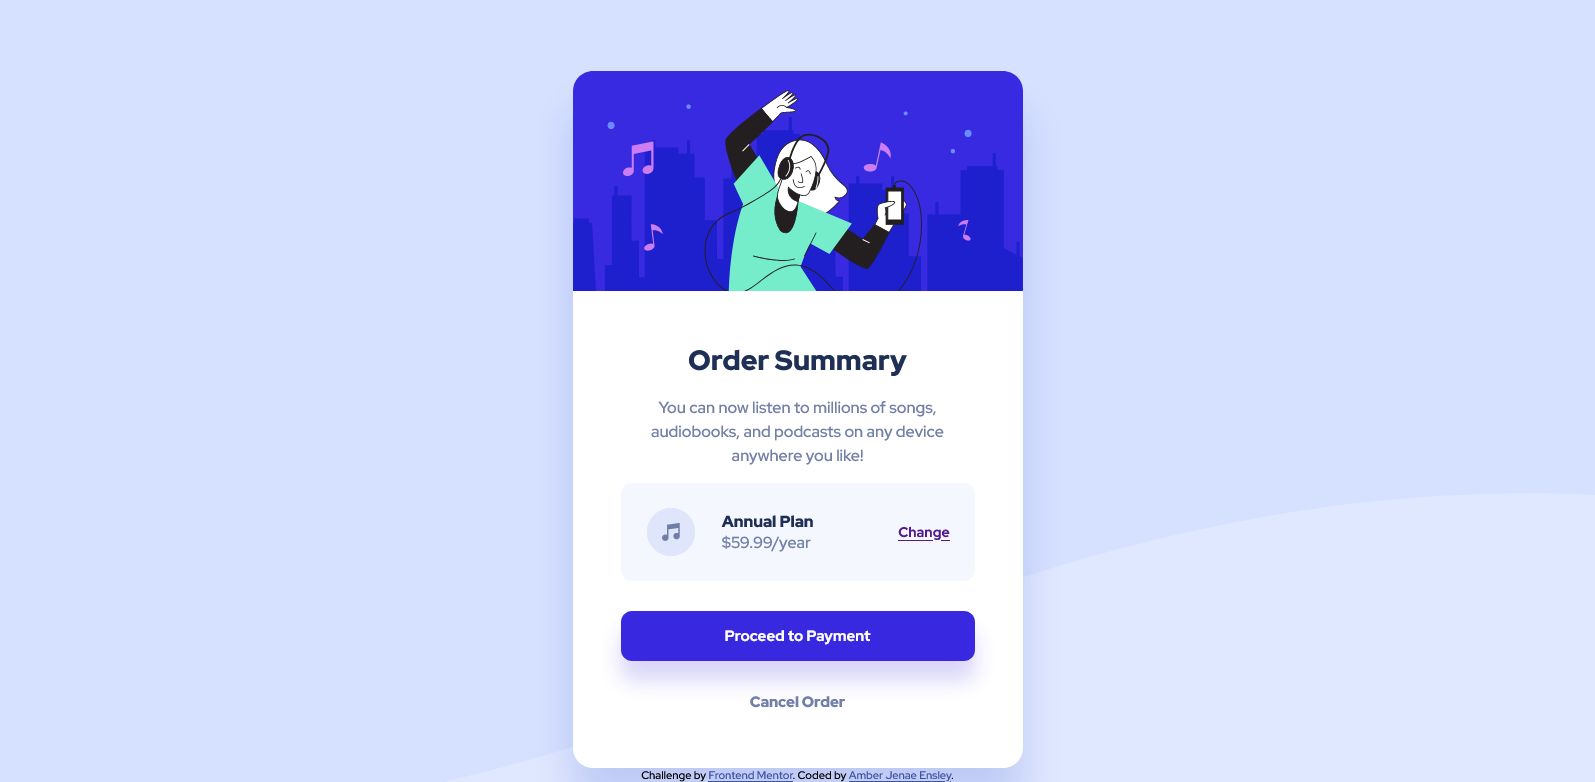 Order Summary
You can now listen to millions of songs,
audiobooks, and podcasts on any device
anywhere you like!
Annual Plan
$59.99/year
Change
Proceed to Payment
Cancel Order
Challenge by Frontend Mentor. Coded by Amber Jenae Ensley.